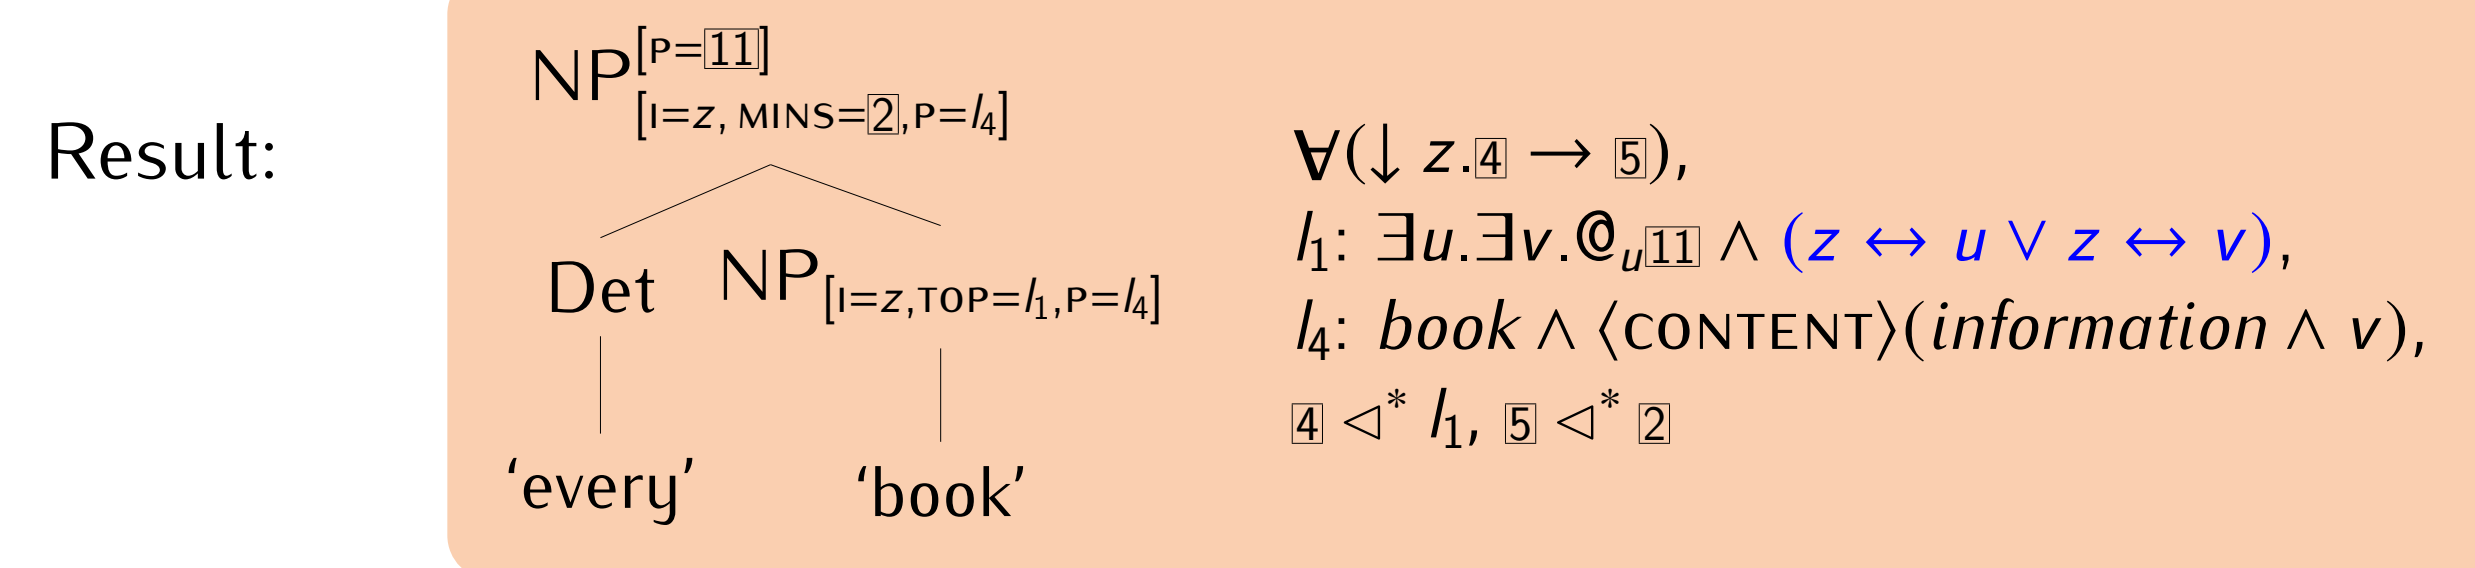 Result:
NP[P=11]
[I=z, MINS=2,P=l4]
Det NP[I=z,TOP=l1,P=l4]
‘every’ ‘book’
∀(↓ z.4 → 5),
l1: ∃u.∃v.@u11 ∧ (z ↔ u ∨ z ↔ v),
l4: book ∧ ⟨CONTENT⟩(information ∧ v),
4 ◁* l1, 5 ◁* 2